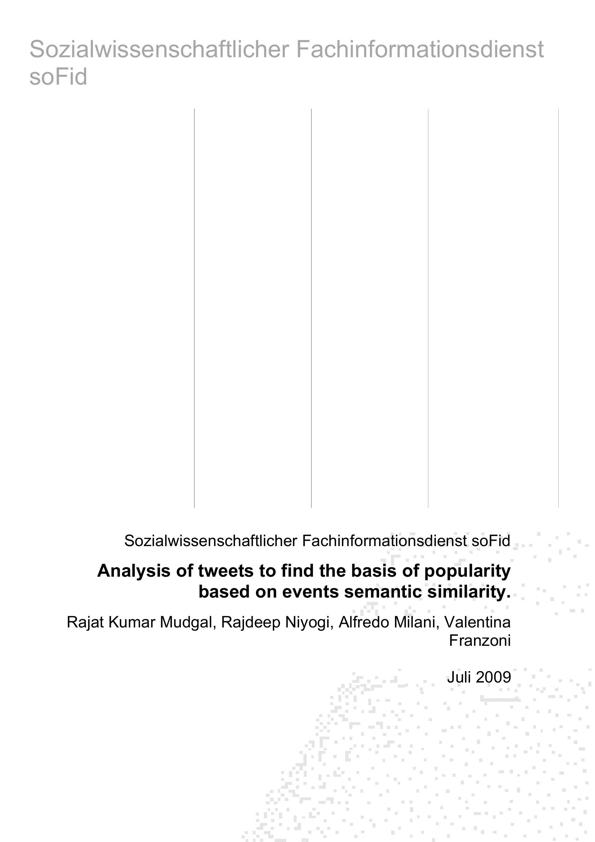 Sozialwissenschaftlicher Fachinformationsdienst
soFid
Sozialwissenschaftlicher Fachinformationsdienst soFid
Analysis of tweets to find the basis of popularity
based on events semantic similarity.
Rajat Kumar Mudgal, Rajdeep Niyogi, Alfredo Milani, Valentina
Franzoni
Juli 2009